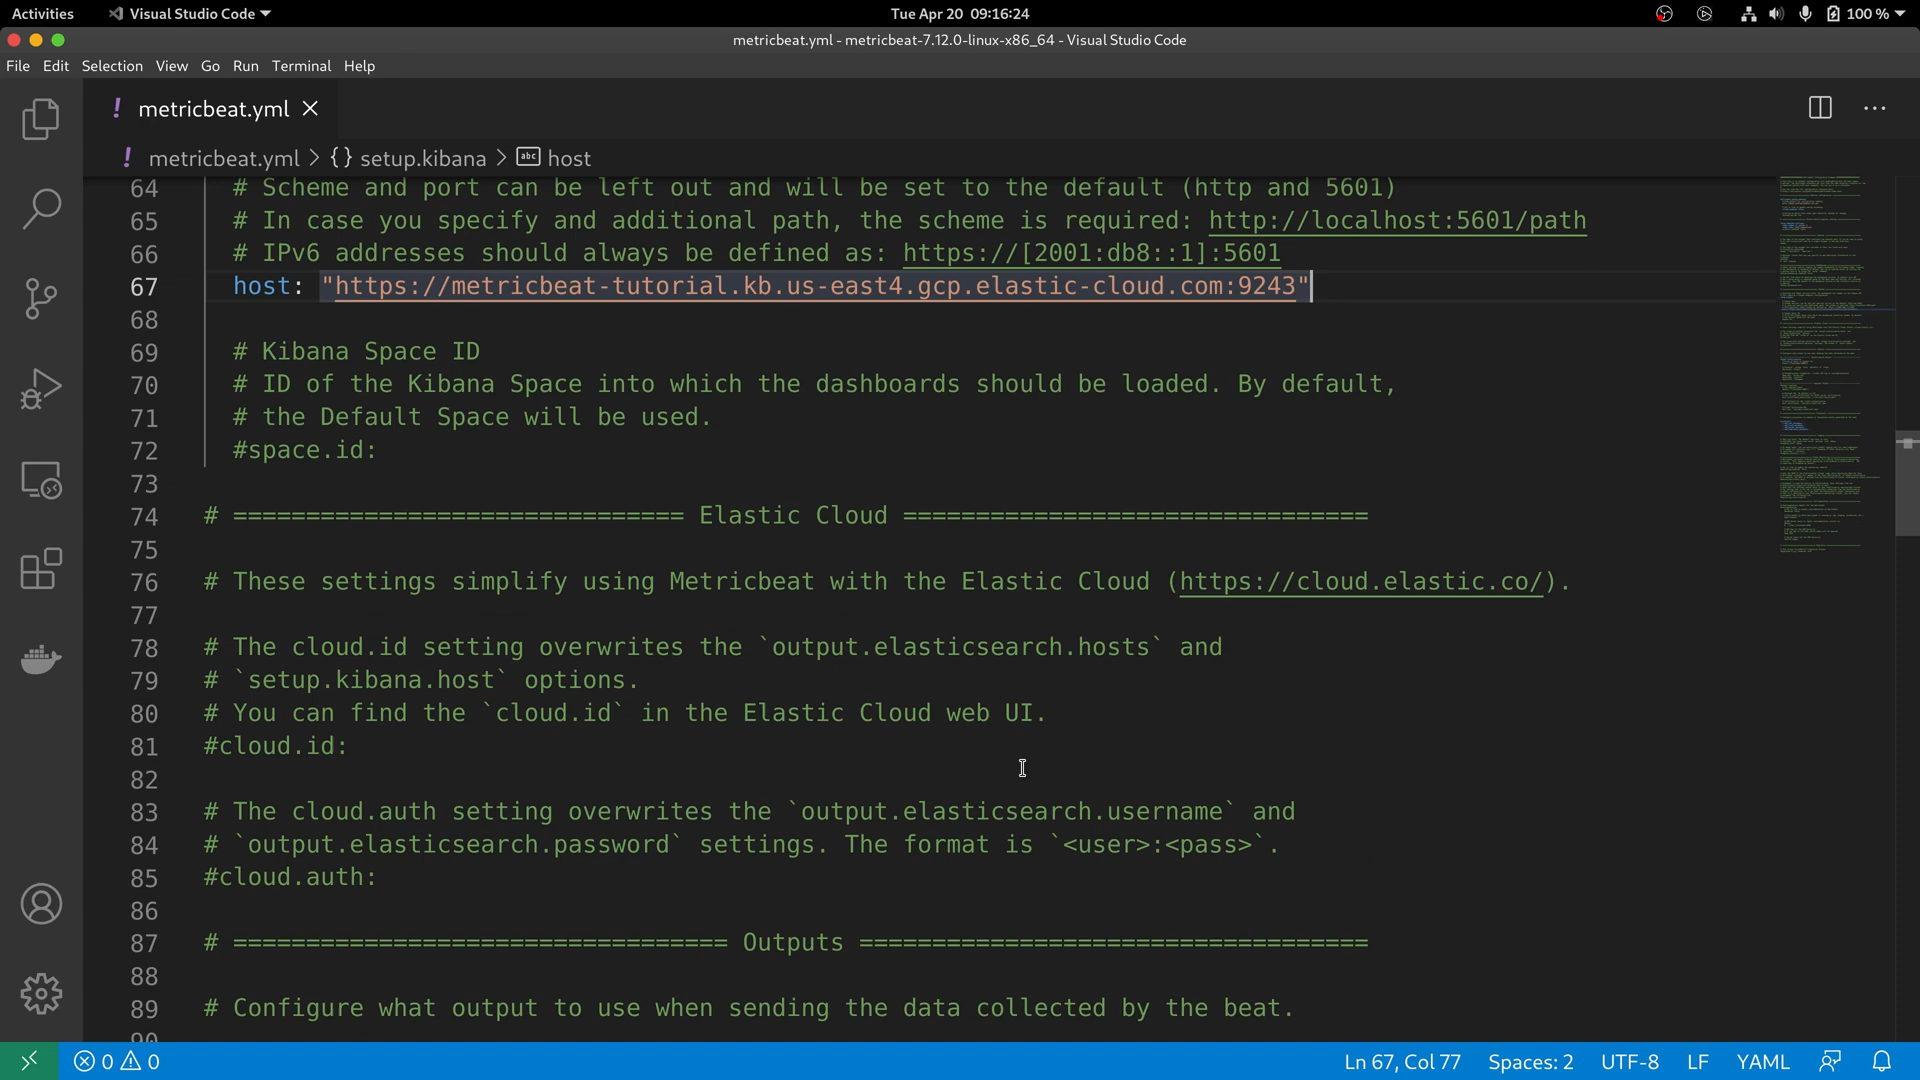 Activities Visual Studio Code Tue Apr 20 09:16:24 100 %
metricbeat.yml - metricbeat-7.12.0-linux-x86_64 - Visual Studio Code
File Edit Selection View Go Run Terminal Help
! metricbeat.yml
! metricbeat.yml > {} setup.kibana > abc host
64 # Scheme and port can be left out and will be set to the default (http and 5601)
65 # In case you specify and additional path, the scheme is required: http://localhost:5601/path
66 # IPv6 addresses should always be defined as: https://[2001:db8::1]:5601
67 host: "https://metricbeat-tutorial.kb.us-east4.gcp.elastic-cloud.com:9243"
68
69 # Kibana Space ID
70 # ID of the Kibana Space into which the dashboards should be loaded. By default,
71 # the Default Space will be used.
72 #space.id:
73
74 # =============================== Elastic Cloud ================================
75
76 # These settings simplify using Metricbeat with the Elastic Cloud (https://cloud.elastic.co/).
77
78 # The cloud.id setting overwrites the `output.elasticsearch.hosts` and
79 # `setup.kibana.host` options.
80 # You can find the `cloud.id` in the Elastic Cloud web UI.
81 #cloud.id:
82
83 # The cloud.auth setting overwrites the `output.elasticsearch.username` and
84 # `output.elasticsearch.password` settings. The format is `<user>:<pass>`.
85 #cloud.auth:
86
87 # ================================== Outputs ===================================
88
89 # Configure what output to use when sending the data collected by the beat.
90
0 0 Ln 67, Col 77 Spaces: 2 UTF-8 LF YAML